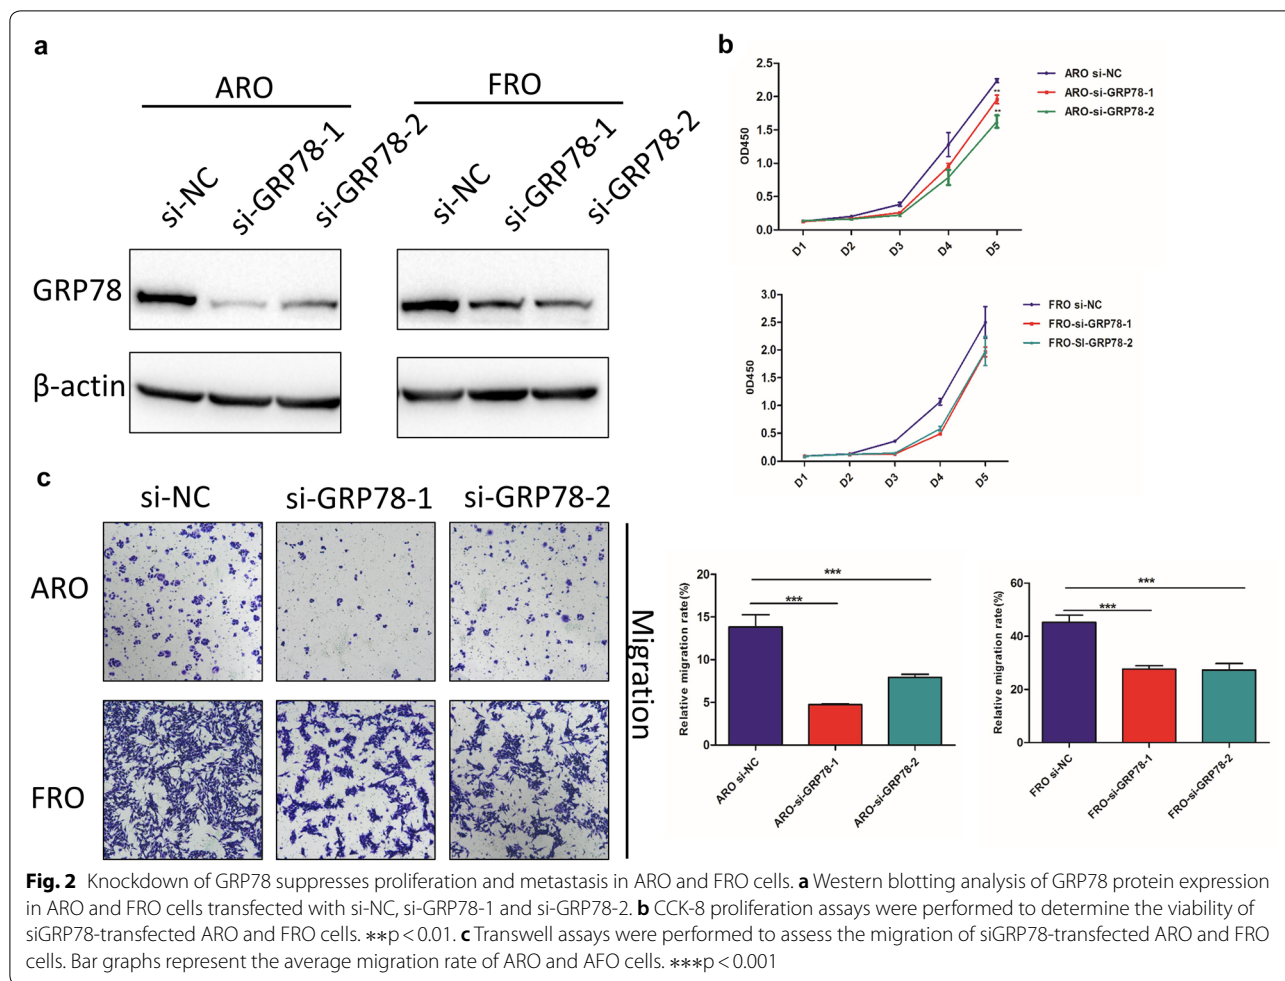 a
ARO
FRO
si-NC
si-GRP78-1
si-GRP78-2
si-NC
si-GRP78-1
si-GRP78-2
GRP78
β-actin
b
2.5
2.0
1.5
1.0
0.5
0.0
OD450
D1
D2
D3
D4
D5
**
**
ARO si-NC
ARO-si-GRP78-1
ARO-si-GRP78-2
3.0
2.5
2.0
1.5
1.0
0.5
0.0
0D450
D1
D2
D3
D4
D5
FRO si-NC
FRO-si-GRP78-1
FRO-SI-GRP78-2
c
si-NC
si-GRP78-1
si-GRP78-2
ARO
FRO
Migration
20
15
10
5
0
Relative migration rate(%)
***
***
ARO si-NC
ARO-si-GRP78-1
ARO-si-GRP78-2
60
40
20
0
Relative migration rate(%)
***
***
FRO si-NC
FRO-si-GRP78-1
FRO-si-GRP78-2
Fig. 2 Knockdown of GRP78 suppresses proliferation and metastasis in ARO and FRO cells. a Western blotting analysis of GRP78 protein expression
in ARO and FRO cells transfected with si-NC, si-GRP78-1 and si-GRP78-2. b CCK-8 proliferation assays were performed to determine the viability of
siGRP78-transfected ARO and FRO cells. **p < 0.01. c Transwell assays were performed to assess the migration of siGRP78-transfected ARO and FRO
cells. Bar graphs represent the average migration rate of ARO and AFO cells. ***p < 0.001